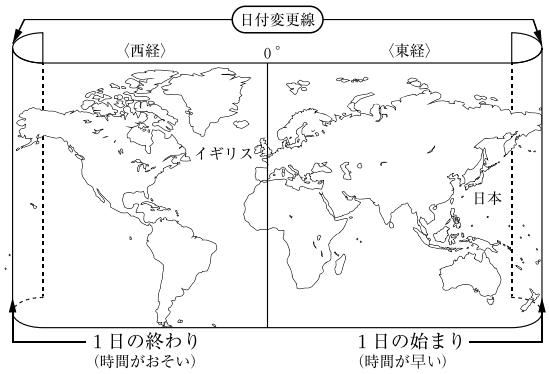 日付変更線
〈西経〉
0°
〈東経〉
イギリス
日本
1日の終わり
(時間がおそい)
1日の始まり
(時間が早い)